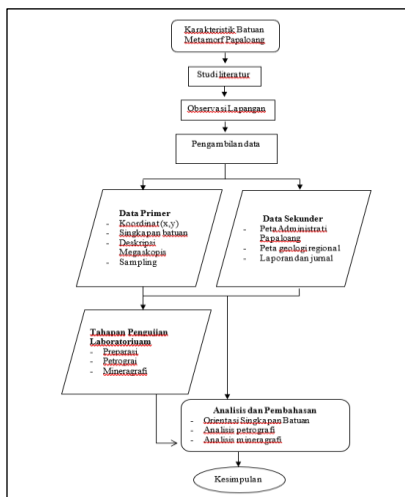 Karakteristik Batuan
Metamorf Papaloang
Studi literatur
Observasi Lapangan
Pengambilan data
Data Primer
- Koordinat (x,y)
- Singkapan batuan
- Deskripsi
Megaskopis
- Sampling
Data Sekunder
- Peta Administrati
Papaloang
- Peta geologi regional
- Laporan dan jurnal
Tahapan Pengujian
Laboratoriuam
- Preparasi
- Petrograi
- Mineragrafi
Analisis dan Pembahasan
- Orientasi Singkapan Batuan
- Analisis petrografi
- Analisis mineragrafi
Kesimpulan